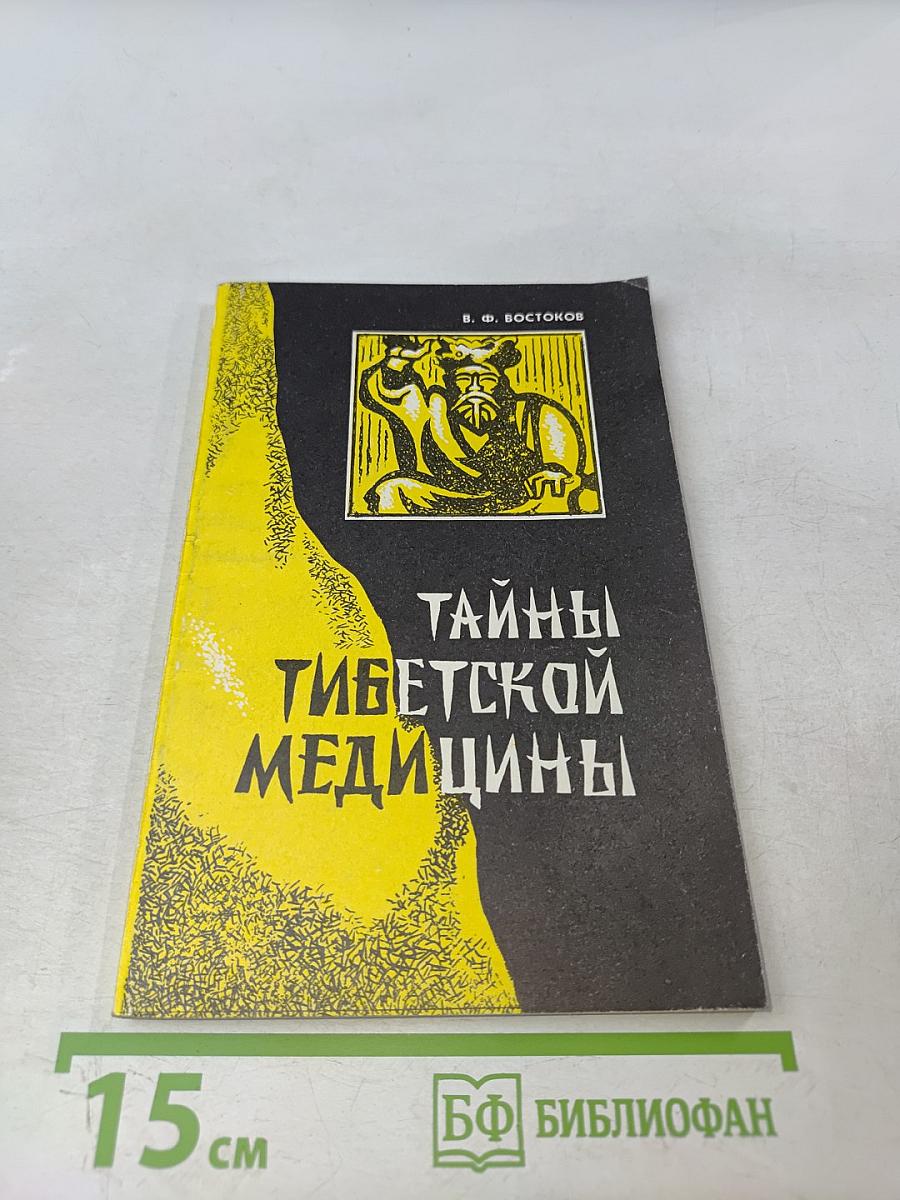 В. Ф. ВОСТОКОВ
ТАЙНЫ
ТИБЕТСКОЙ
МЕДИЦИНЫ
15 см
БФ БИБЛИОФАН